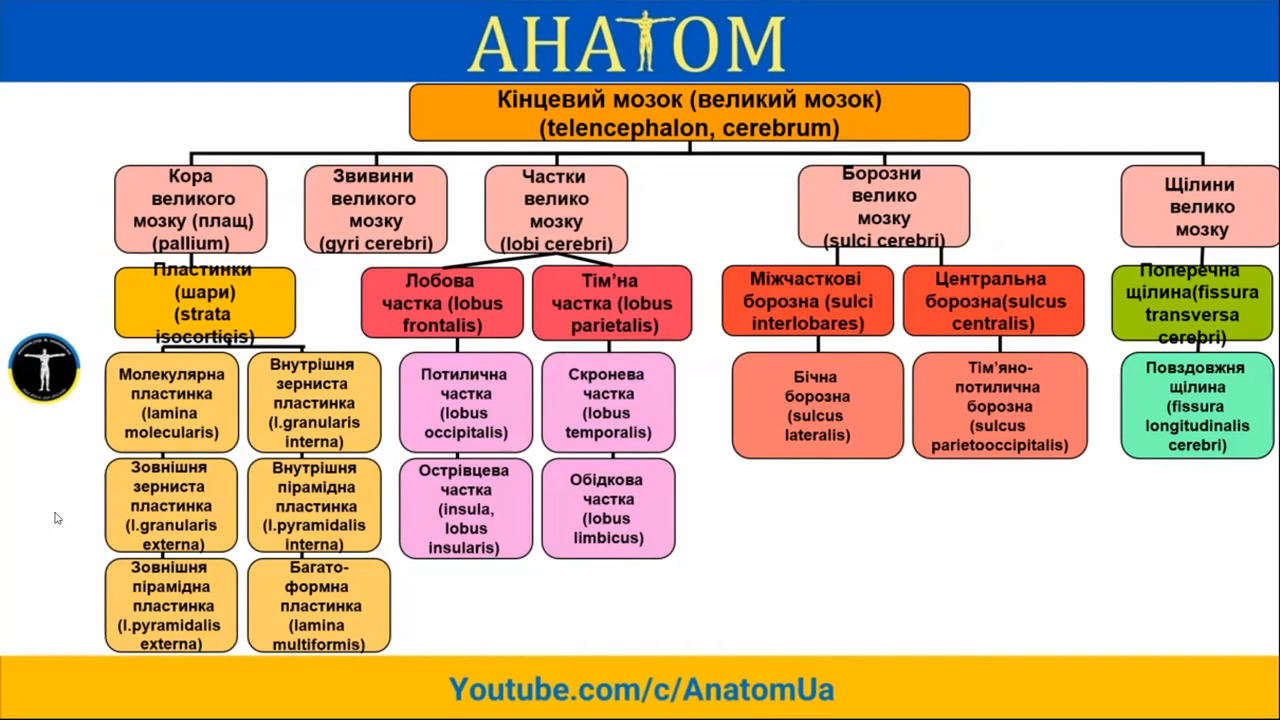 АНАТОМ
Кінцевий мозок (великий мозок)
(telencephalon, cerebrum)
Кора
великого
мозку (плащ)
(pallium)
Звивини
великого
мозку
(gyri cerebri)
Частки
велико
мозку
(lobi cerebri)
Борозни
велико
мозку
(sulci cerebri)
Щілини
велико
мозку
Пластинки
(шари)
(strata
isocorticis)
Лобова
частка (lobus
frontalis)
Тім’на
частка (lobus
parietalis)
Міжчасткові
борозна (sulci
interlobares)
Центральна
борозна(sulcus
centralis)
Поперечна
щілина(fissura
transversa
cerebri)
Молекулярна
пластинка
(lamina
molecularis)
Внутрішня
зерниста
пластинка
(l.granularis
interna)
Потилична
частка
(lobus
occipitalis)
Скронева
частка
(lobus
temporalis)
Бічна
борозна
(sulcus
lateralis)
Тім’яно-
потилична
борозна
(sulcus
parietooccipitalis)
Повздовжня
щілина
(fissura
longitudinalis
cerebri)
Зовнішня
зерниста
пластинка
(l.granularis
externa)
Внутрішня
пірамідна
пластинка
(l.pyramidalis
interna)
Острівцева
частка
(insula,
lobus
insularis)
Обідкова
частка
(lobus
limbicus)
Зовнішня
пірамідна
пластинка
(l.pyramidalis
externa)
Багато-
формна
пластинка
(lamina
multiformis)
Youtube.com/c/AnatomUa